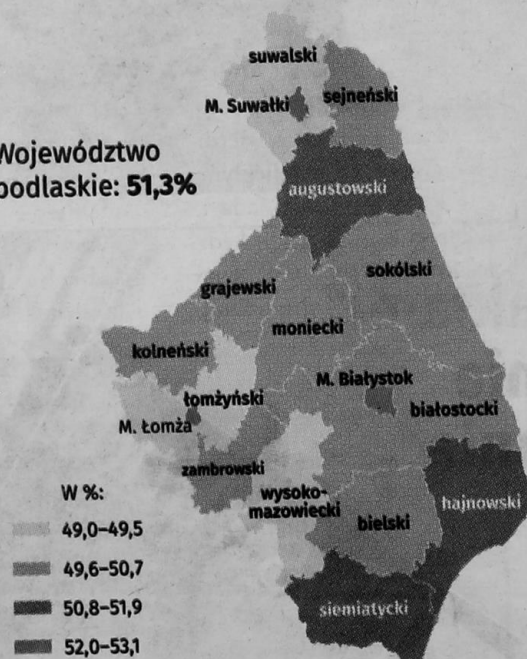 suwalski
M. Suwałki
sejneński
Województwo
podlaskie: 51,3%
augustowski
sokólski
grajewski
moniecki
kolneński
M. Białystok
łomżyński
białostocki
M. Łomża
zambrowski
W %:
wysoko-
mazowiecki
hajnowski
bielski
49,0–49,5
49,6–50,7
50,8–51,9
siemiatycki
52,0–53,1